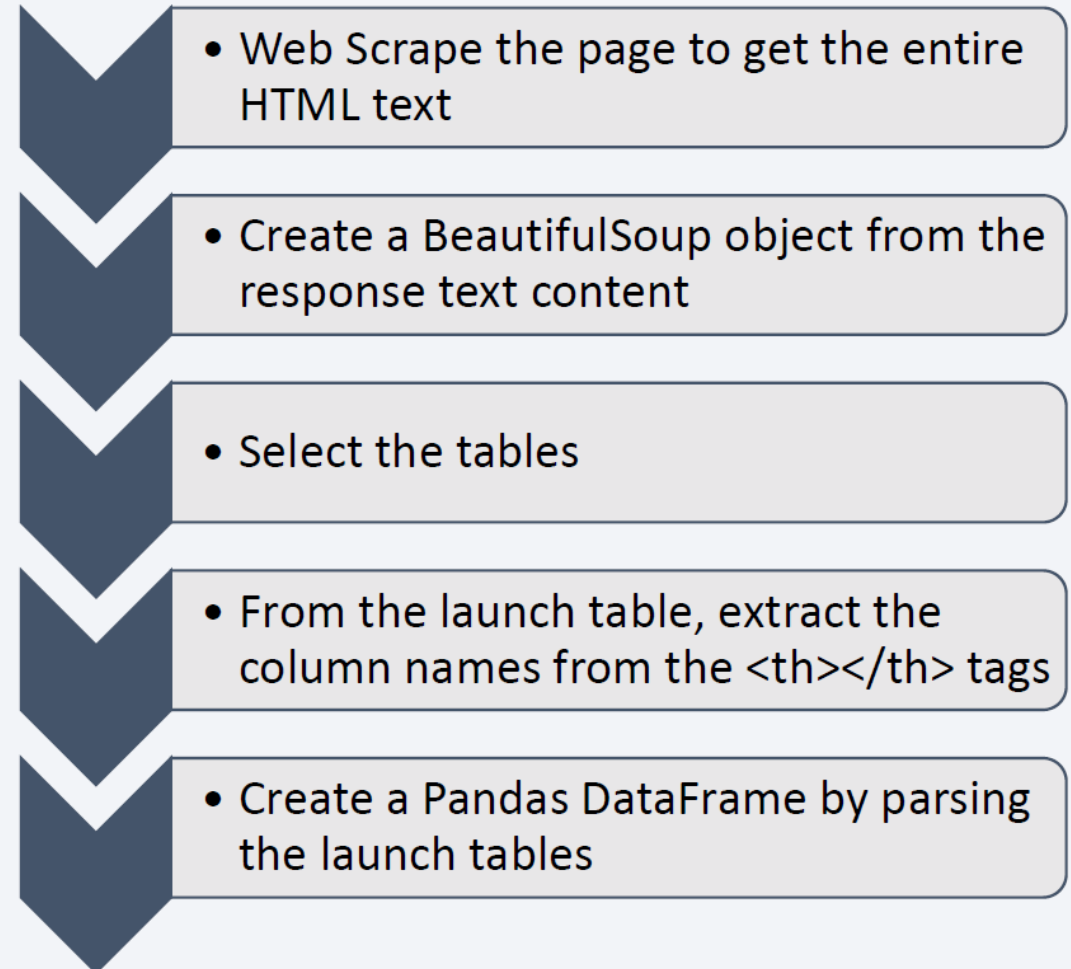 • Web Scrape the page to get the entire
HTML text
• Create a BeautifulSoup object from the
response text content
• Select the tables
• From the launch table, extract the
column names from the <th></th> tags
• Create a Pandas DataFrame by parsing
the launch tables